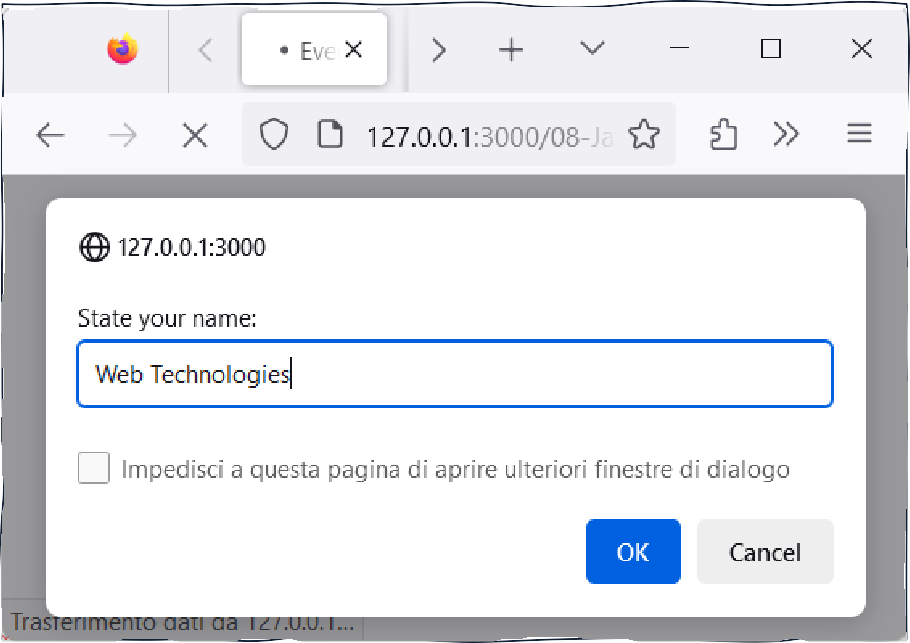 Eve
127.0.0.1:3000/08-Ja
127.0.0.1:3000
State your name:
Web Technologies
Impedisci a questa pagina di aprire ulteriori finestre di dialogo
OK
Cancel
Trasferimento dati da 127.0.0.1...